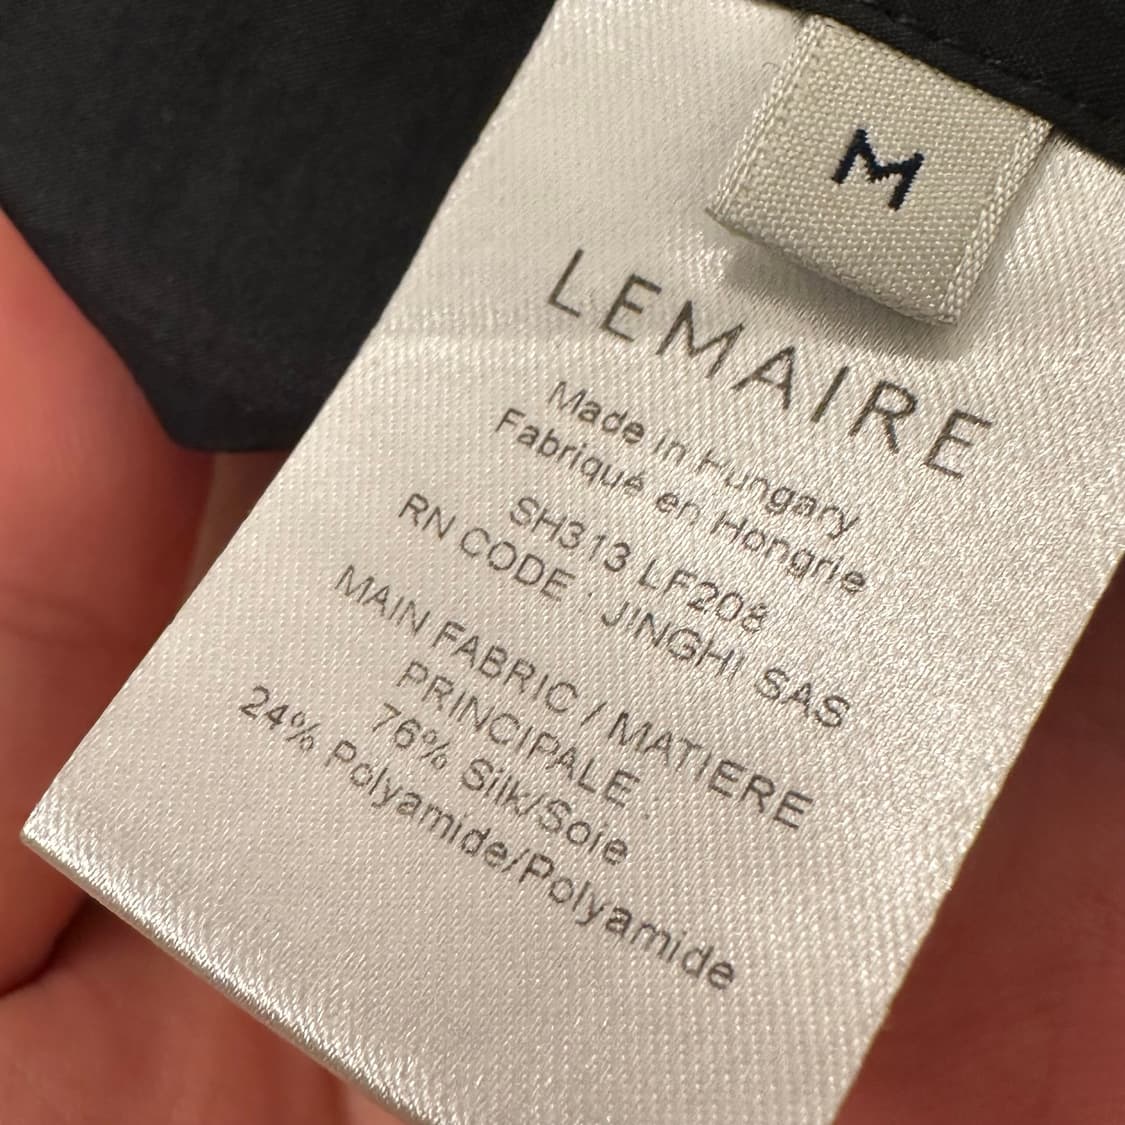 M
LEMAIRE
Made in Hungary
Fabriqué en Hongrie
SH313 LF208
RN CODE : JINGHI SAS
MAIN FABRIC / MATIERE
PRINCIPALE :
76% Silk/Soie
24% Polyamide/Polyamide